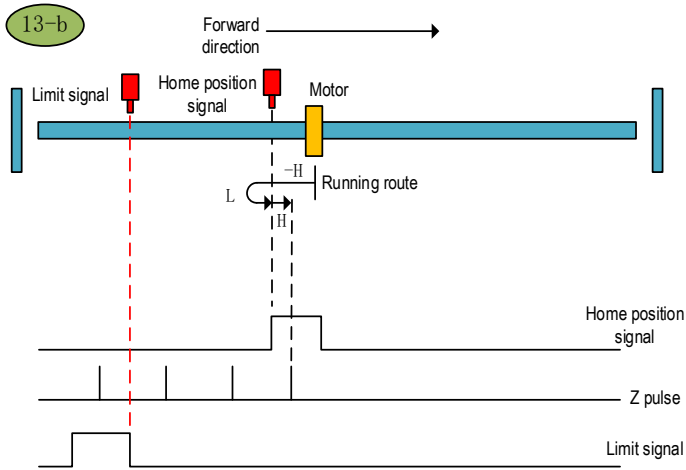 13-b
Forward
direction
Limit signal
Home position
signal
Motor
-H
Running route
L
H
Home position
signal
Z pulse
Limit signal